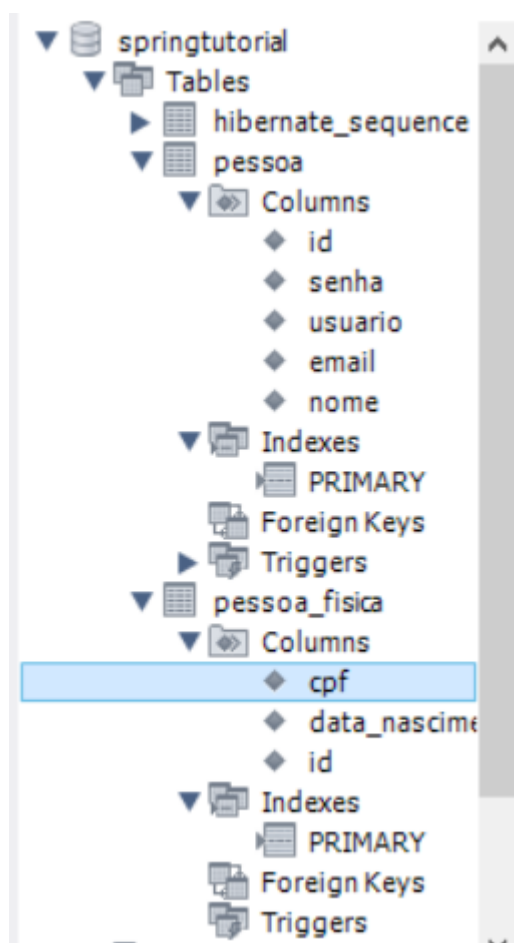 springtutorial
Tables
hibernate_sequence
pessoa
Columns
id
senha
usuario
email
nome
Indexes
PRIMARY
Foreign Keys
Triggers
pessoa_fisica
Columns
cpf
data_nascime
id
Indexes
PRIMARY
Foreign Keys
Triggers